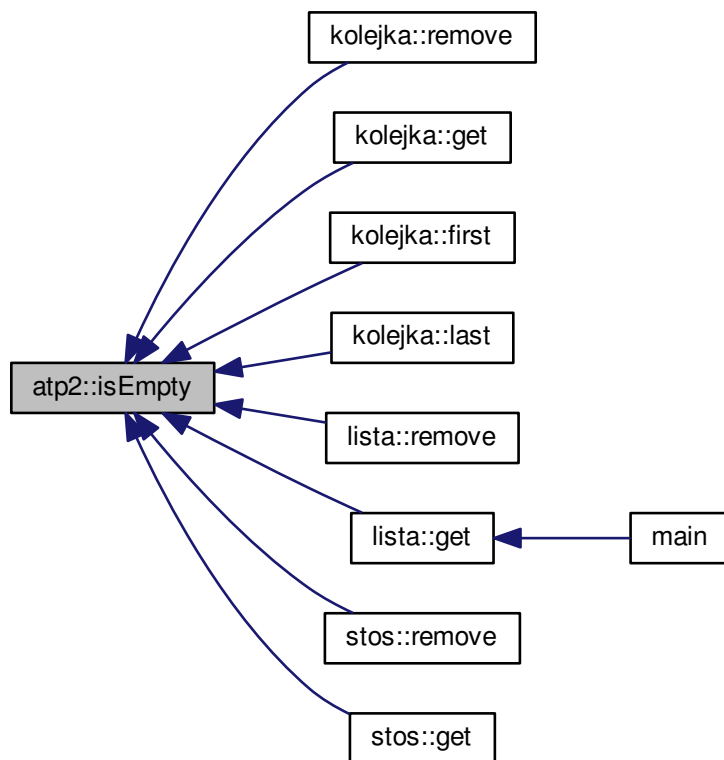 kolejka::remove
kolejka::get
kolejka::first
kolejka::last
atp2::isEmpty
lista::remove
lista::get
main
stos::remove
stos::get